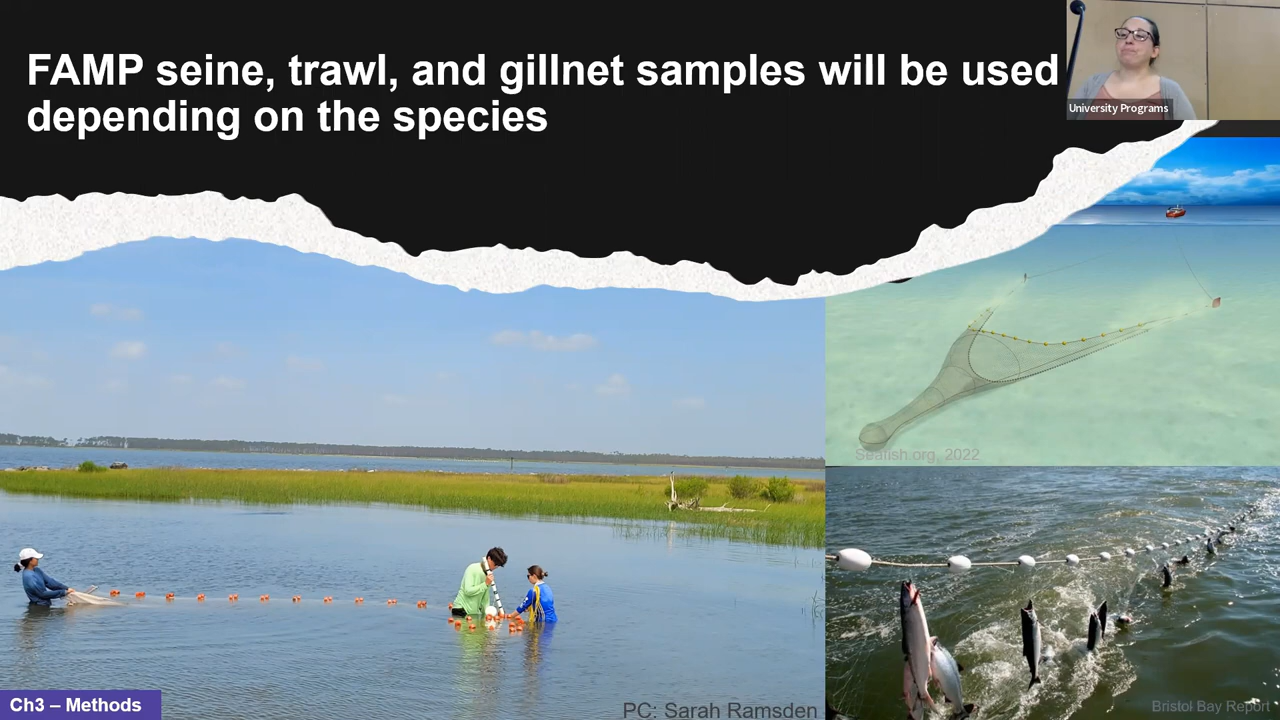 FAMP seine, trawl, and gillnet samples will be used
depending on the species
University Programs
Seafish.org, 2022
Bristol Bay Report
PC: Sarah Ramsden
Ch3 – Methods